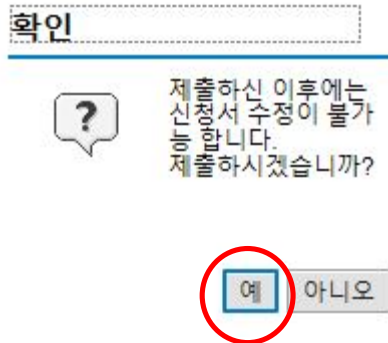 확인
?
제출하신 이후에는
신청서 수정이 불가
능 합니다.
제출하시겠습니까?
예 아니오